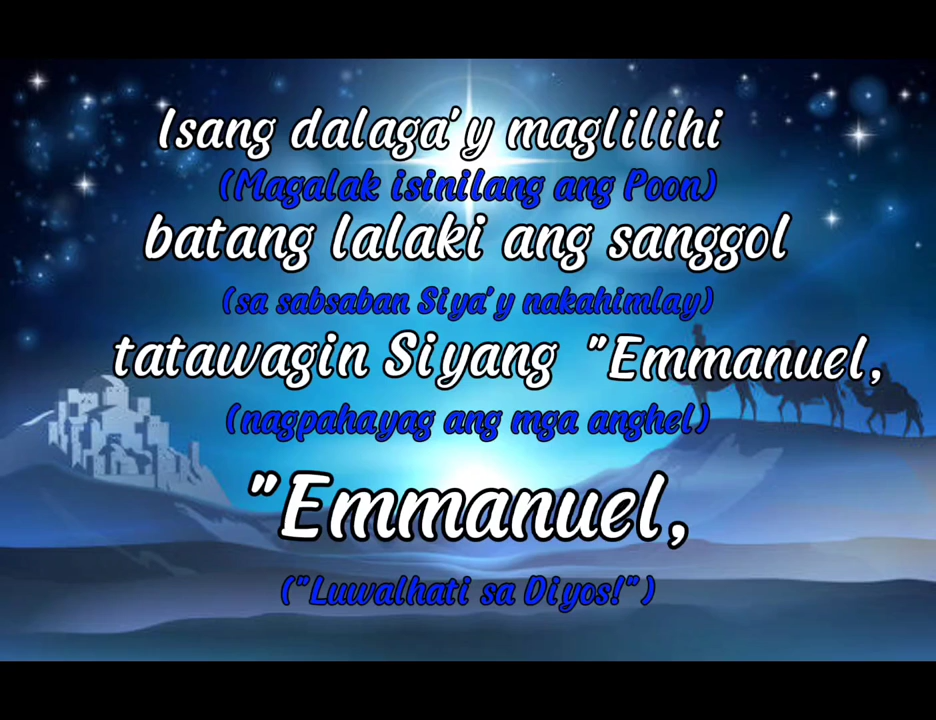 Isang dalaga'y maglilihi
(Magalak isinilang ang Poon)
batang lalaki ang sanggol
(sa sabsaban Siya'y nakahimlay)
tatawagin Siyang "Emmanuel,
(nagpahayag ang mga anghel)
"Emmanuel,
("Luwalhati sa Diyos!")